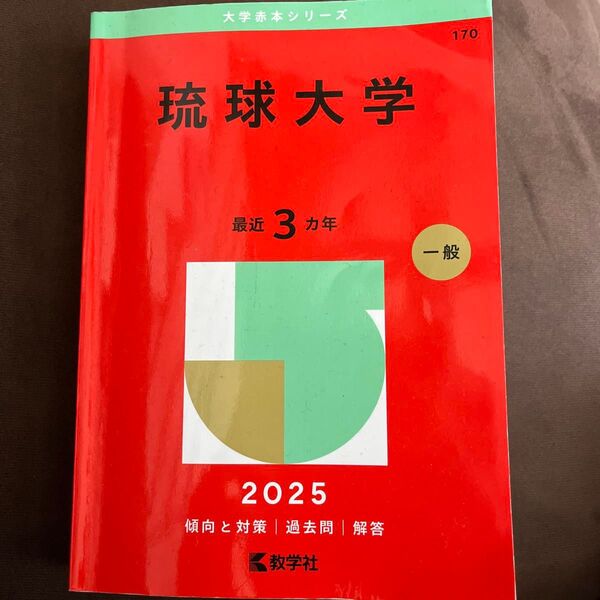 大学赤本シリーズ
170
琉球大学
最近3カ年
一般
2025
傾向と対策|過去問|解答
教学社